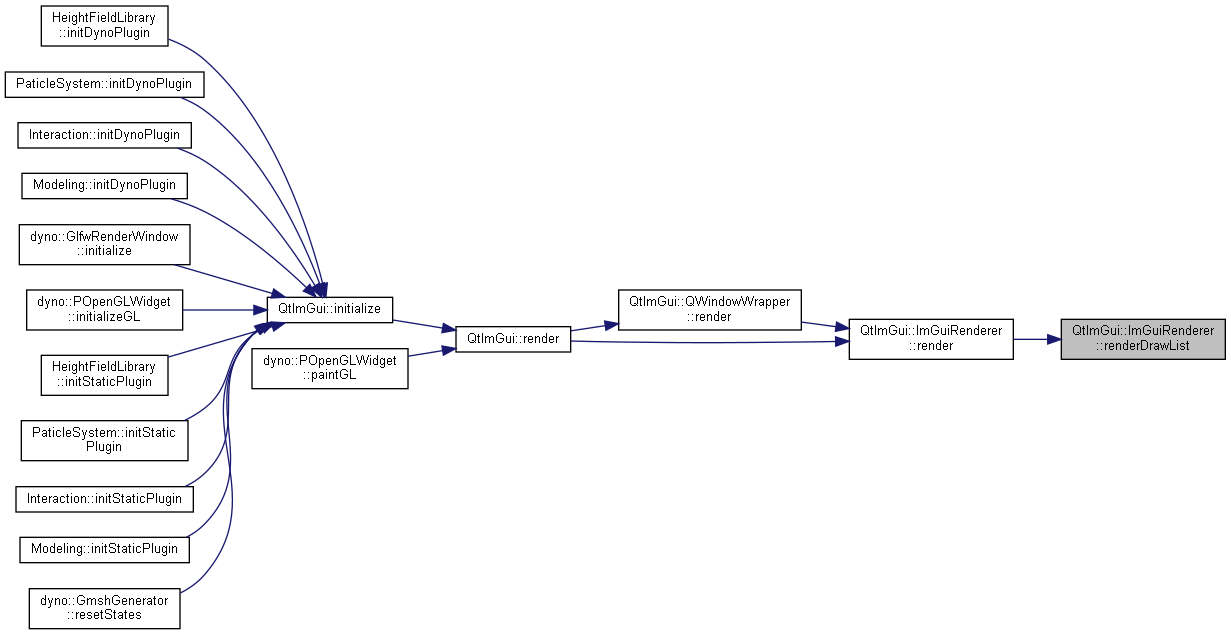 HeightFieldLibrary
::initDynoPlugin
PaticleSystem::initDynoPlugin
Interaction::initDynoPlugin
Modeling::initDynoPlugin
dyno::GlfwRenderWindow
::initialize
dyno::POpenGLWidget
::initializeGL
HeightFieldLibrary
::initStaticPlugin
PaticleSystem::initStatic
Plugin
Interaction::initStaticPlugin
Modeling::initStaticPlugin
dyno::GmshGenerator
::resetStates
QtImGui::initialize
dyno::POpenGLWidget
::paintGL
QtImGui::render
QtImGui::QWindowWrapper
::render
QtImGui::ImGuiRenderer
::render
QtImGui::ImGuiRenderer
::renderDrawList